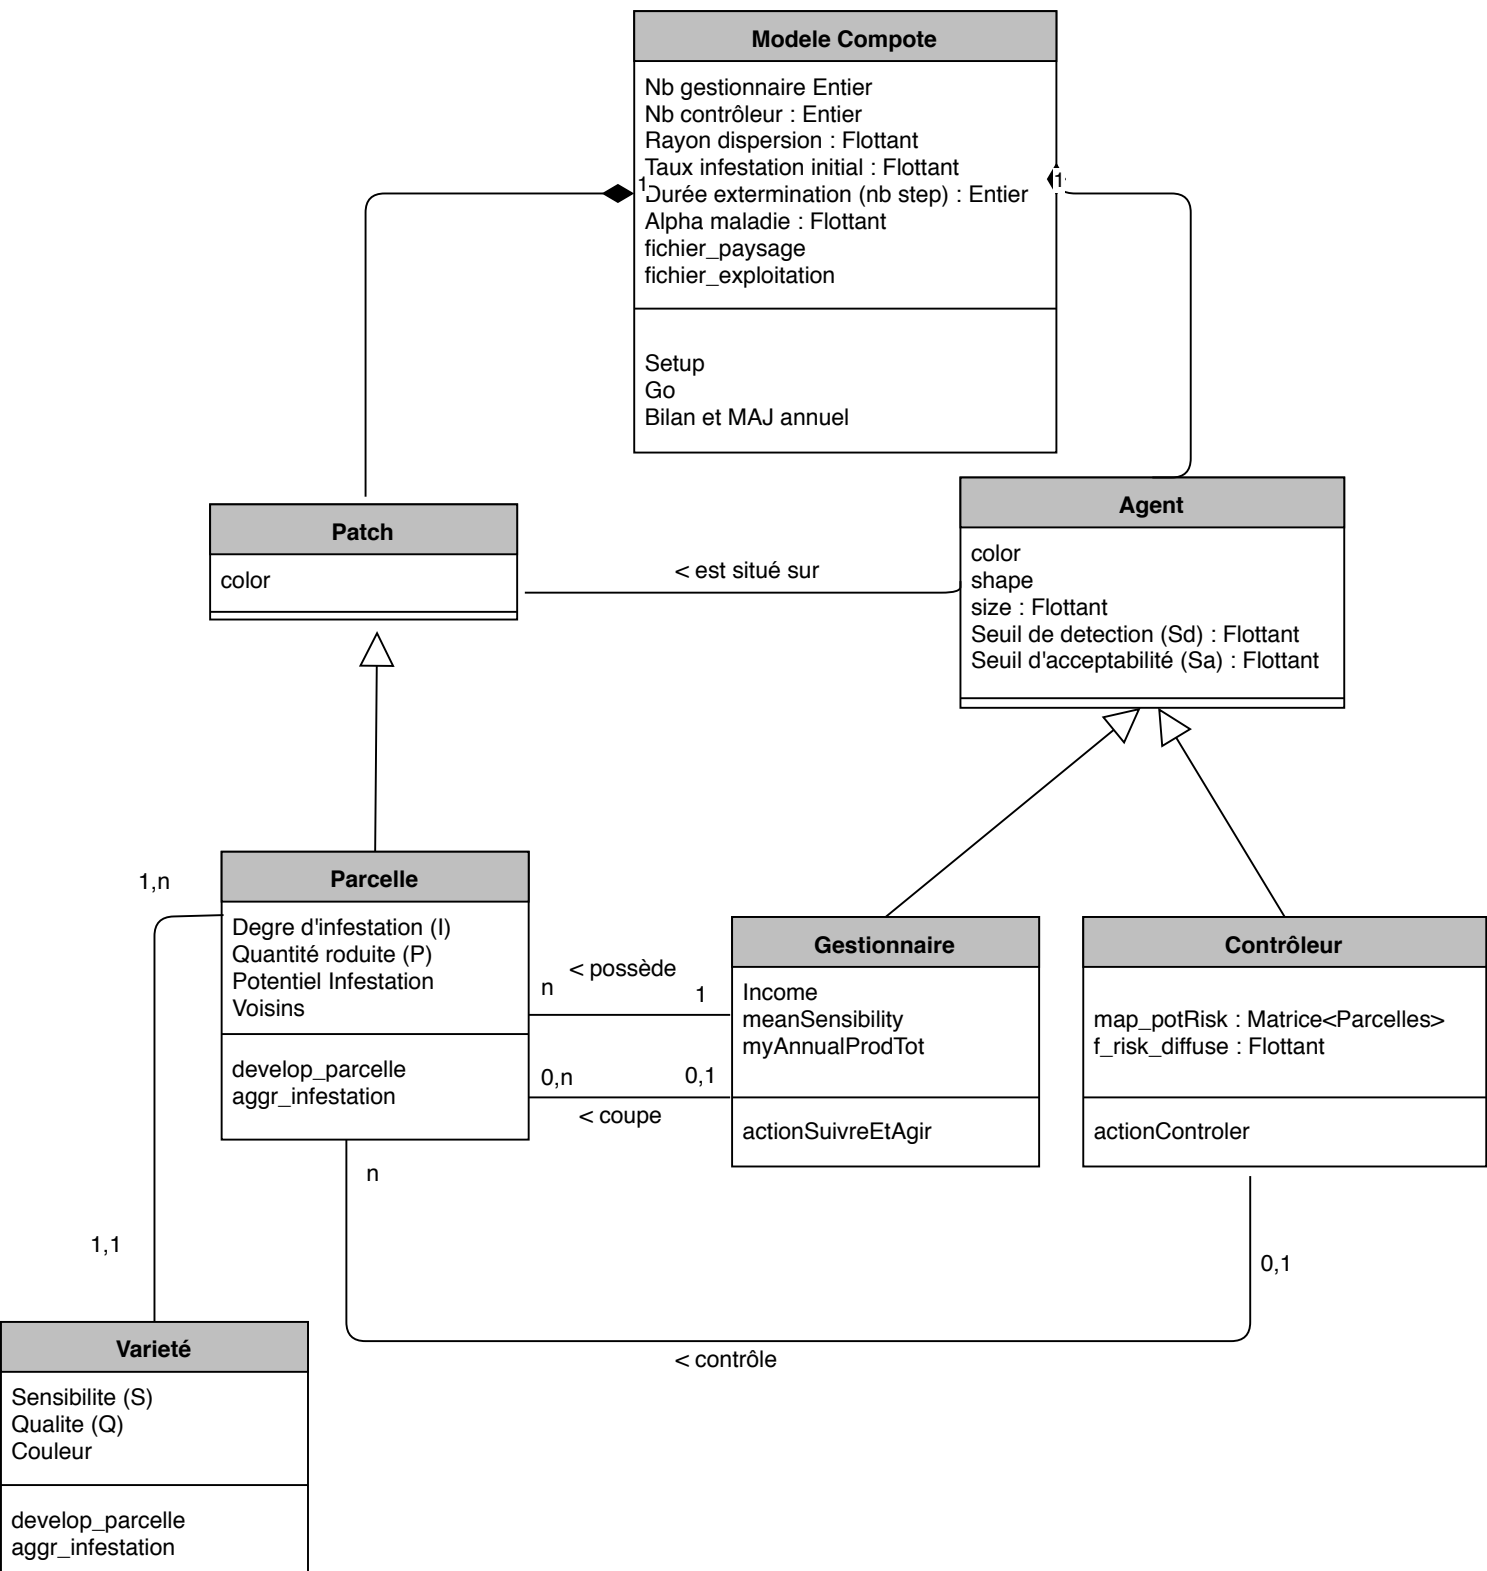 Modele Compote
Nb gestionnaire Entier
Nb contrôleur : Entier
Rayon dispersion : Flottant
Taux infestation initial : Flottant
Durée extermination (nb step) : Entier
Alpha maladie : Flottant
fichier_paysage
fichier_exploitation
1
1
Setup
Go
Bilan et MAJ annuel
Patch
color
< est situé sur
Agent
color
shape
size : Flottant
Seuil de detection (Sd) : Flottant
Seuil d'acceptabilité (Sa) : Flottant
1,n
Parcelle
Degre d'infestation (I)
Quantité roduite (P)
Potentiel Infestation
Voisins
develop_parcelle
aggr_infestation
< possède
n
1
0,n
0,1
< coupe
Gestionnaire
Income
meanSensibility
myAnnualProdTot
actionSuivreEtAgir
Contrôleur
map_potRisk : Matrice<Parcelles>
f_risk_diffuse : Flottant
actionControler
n
1,1
0,1
< contrôle
Varieté
Sensibilite (S)
Qualite (Q)
Couleur
develop_parcelle
aggr_infestation